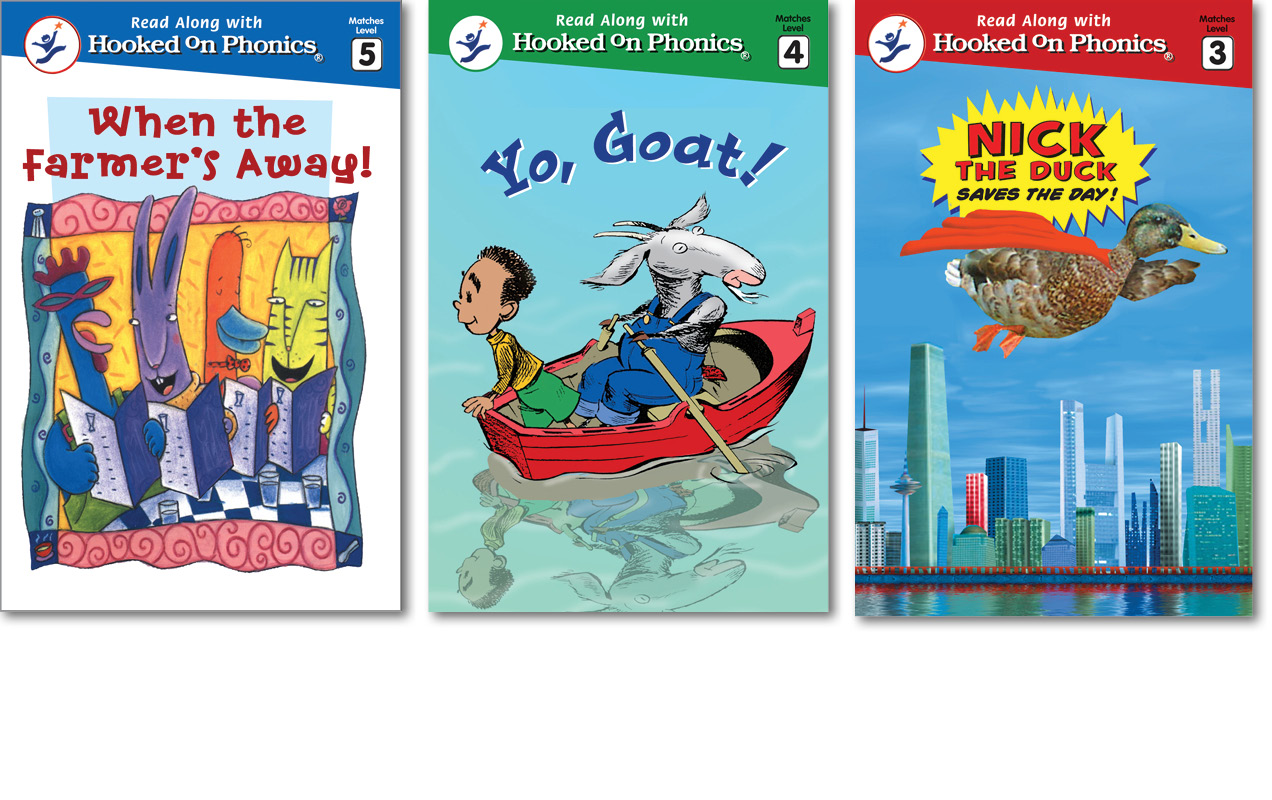 Read Along with
Hooked On Phonics®
Matches
Level
5
When the
Farmer's Away!
Read Along with
Hooked On Phonics®
Matches
Level
4
Yo, Goat!
Read Along with
Hooked On Phonics®
Matches
Level
3
NICK
THE DUCK
SAVES THE DAY!